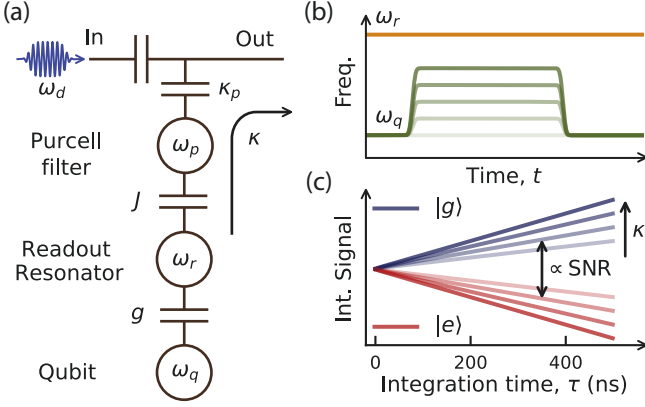 (a)
In
Out
ω_d
κ_p
κ
Purcell
filter
ω_p
J
Readout
Resonator
ω_r
g
Qubit
ω_q
(b)
ω_r
Freq.
ω_q
Time, t
(c)
|g⟩
κ
Int. Signal
∝ SNR
|e⟩
0 200 400
Integration time, τ (ns)